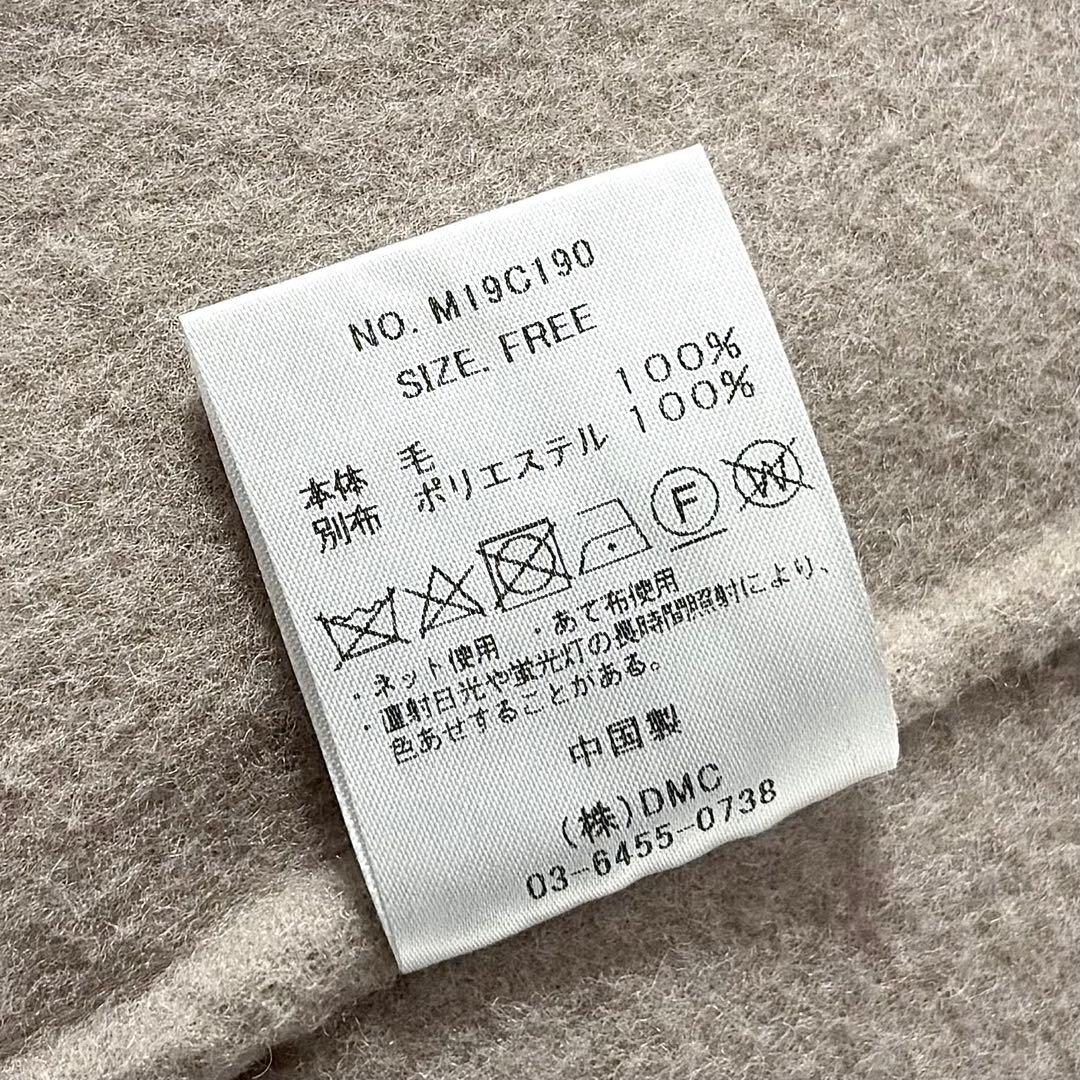 NO. M19C190
SIZE. FREE
本体 毛 100%
別布 ポリエステル 100%
F W
・ネット使用 ・あて布使用
・直射日光や蛍光灯の長時間照射により、
色あせすることがある。
中国製
(株)DMC
03-6455-0738